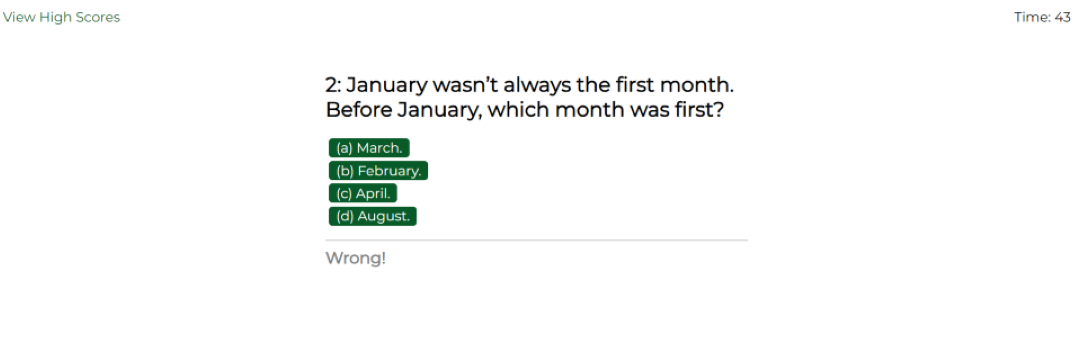 View High Scores
Time: 43
2: January wasn't always the first month.
Before January, which month was first?
(a) March.
(b) February.
(c) April.
(d) August.
Wrong!